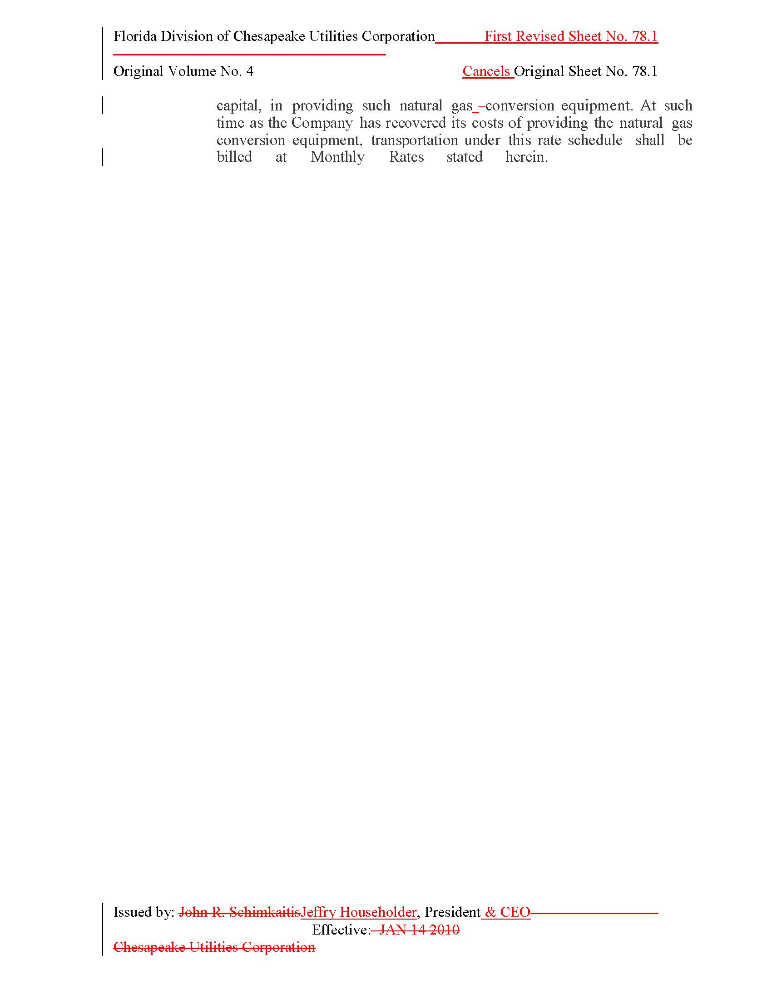 Florida Division of Chesapeake Utilities Corporation First Revised Sheet No. 78.1
Original Volume No. 4 Cancels Original Sheet No. 78.1
capital, in providing such natural gas -conversion equipment. At such
time as the Company has recovered its costs of providing the natural gas
conversion equipment, transportation under this rate schedule shall be
billed at Monthly Rates stated herein.
Issued by: John R. SchimkaitisJeffry Householder, President & CEO
Effective: JAN 14 2010
Chesapeake Utilities Corporation